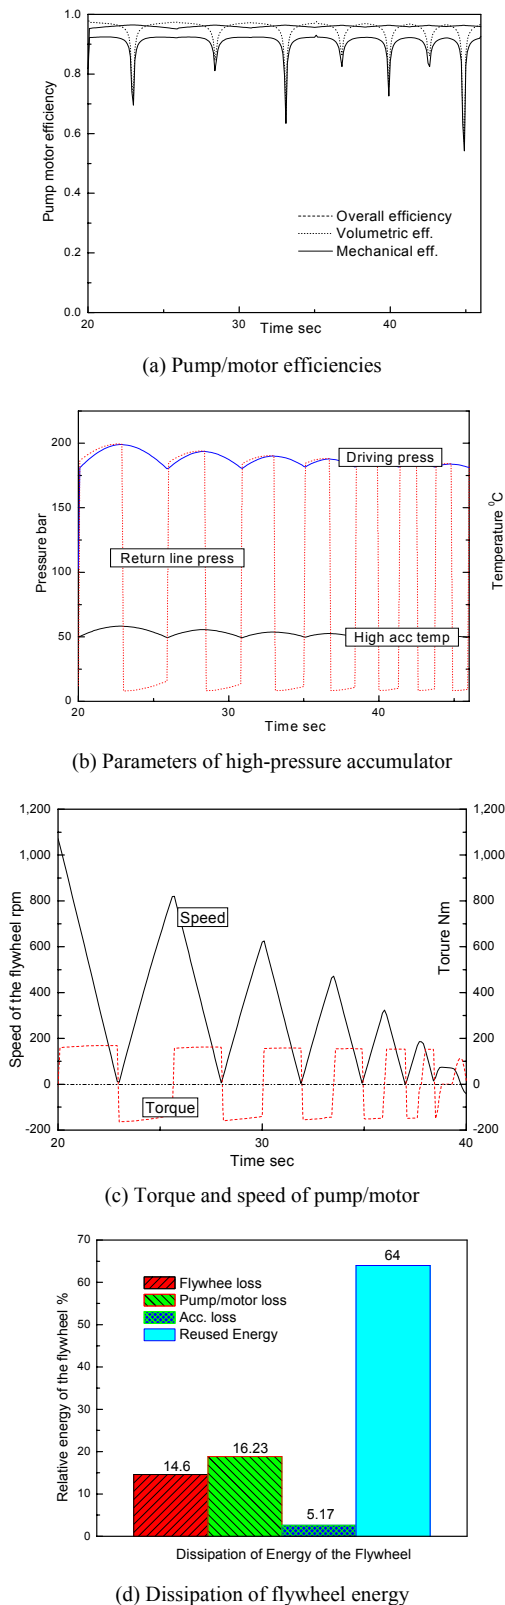 1.0
0.8
0.6
0.4
0.2
0.0
Pump motor efficiency
Overall efficiency
Volumetric eff.
Mechanical eff.
20 30 40
Time sec
(a) Pump/motor efficiencies
200
150
100
50
0
Pressure bar
Temperature ⁰C
Driving press
Return line press
High acc temp
20 30 40
Time sec
(b) Parameters of high-pressure accumulator
1,200 1,200
1,000 1,000
800 800
600 600
400 400
200 200
0 0
-200 -200
Speed of the flywheel rpm
Torure Nm
Speed
Torque
20 30 40
Time sec
(c) Torque and speed of pump/motor
70
60
50
40
30
20
10
0
Relative energy of the flywheel %
Flywhee loss
Pump/motor loss
Acc. loss
Reused Energy
64
14.6
16.23
5.17
Dissipation of Energy of the Flywheel
(d) Dissipation of flywheel energy